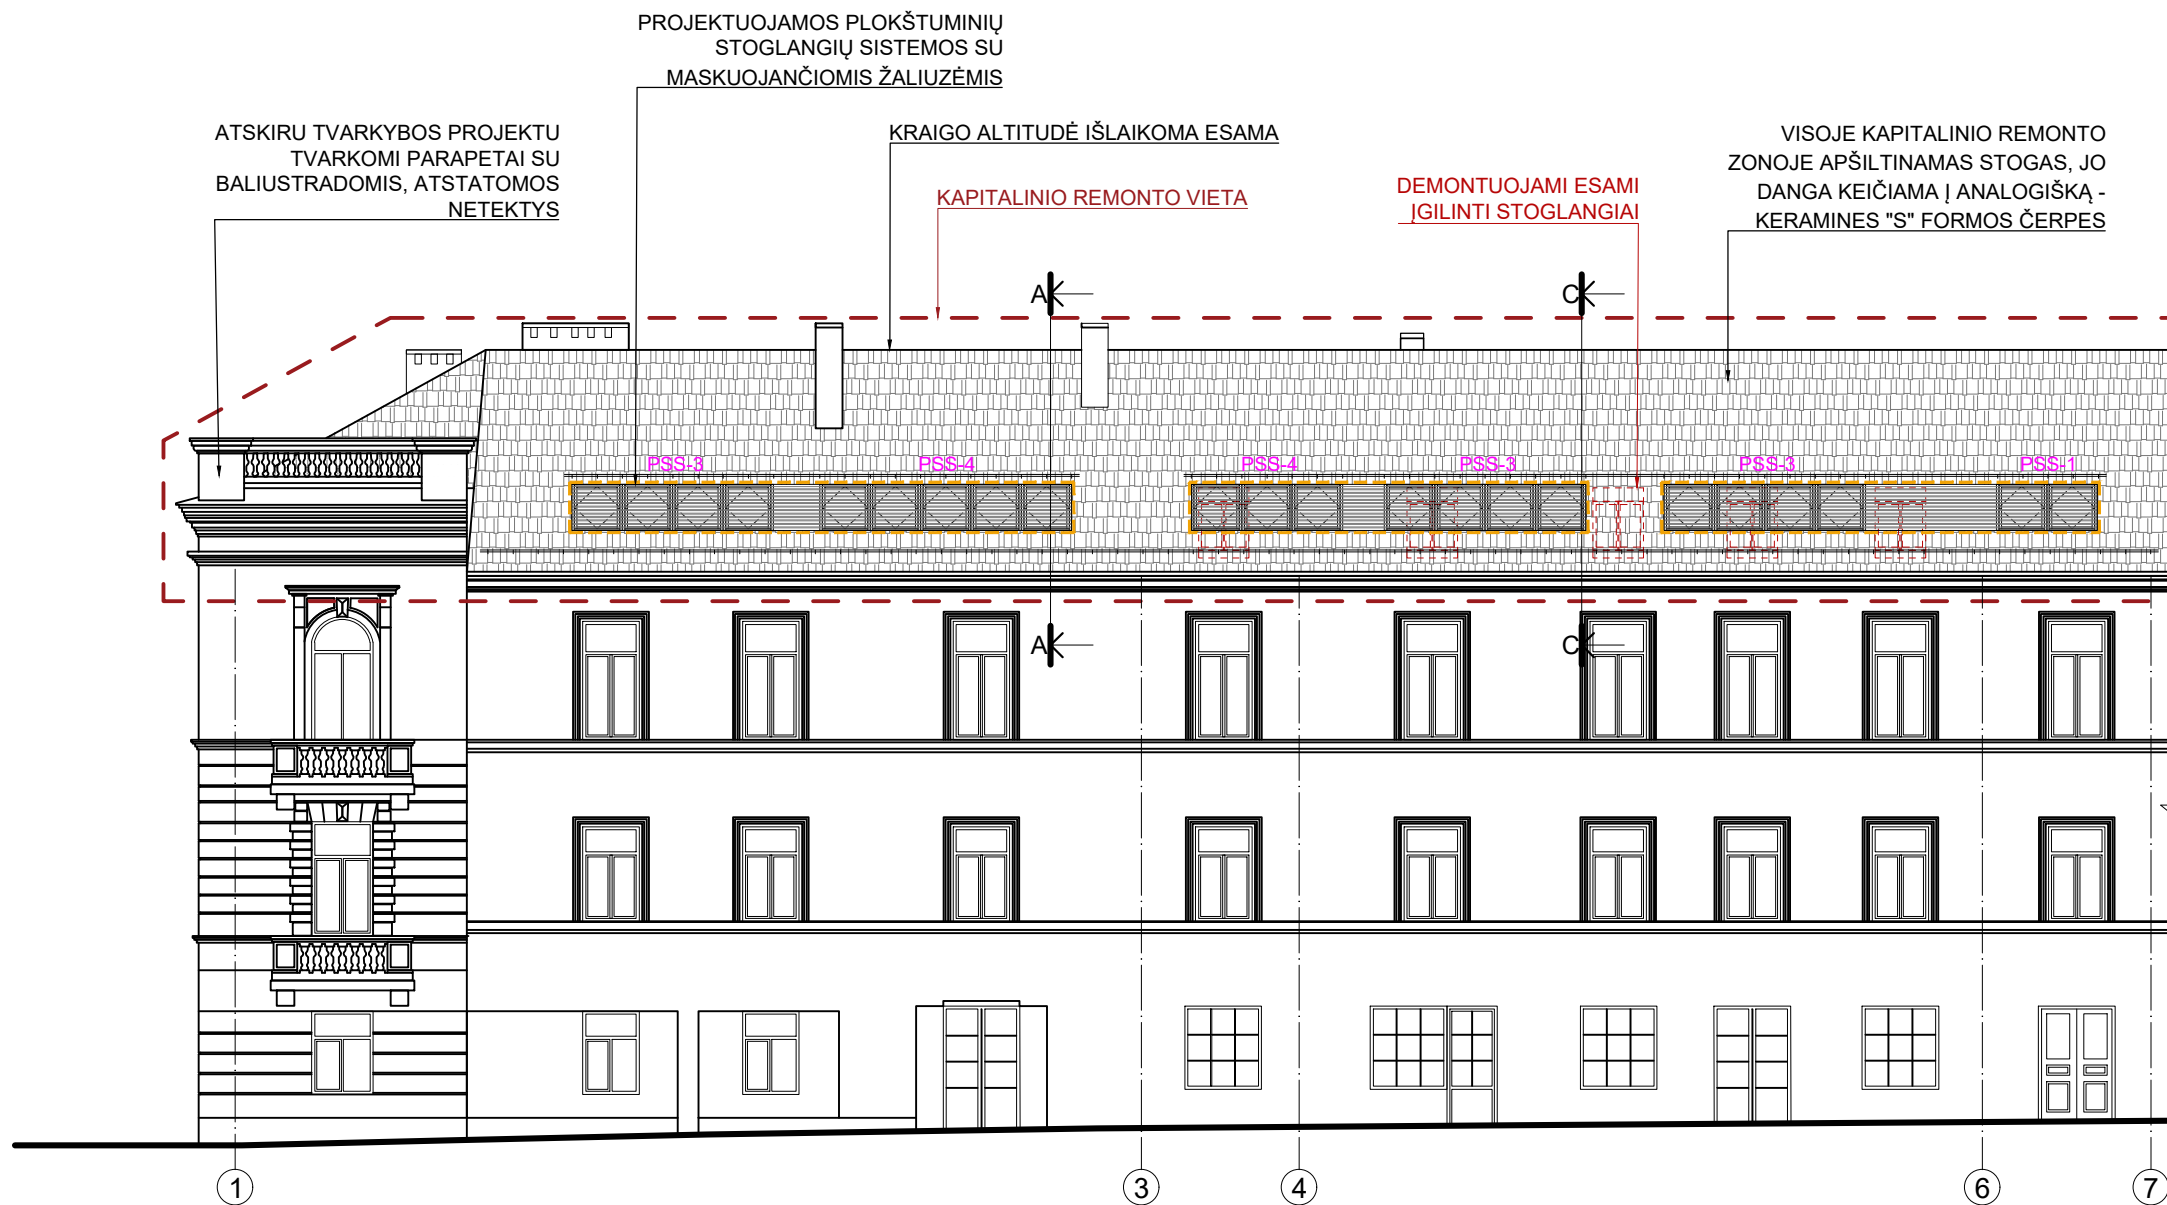 PROJEKTUOJAMOS PLOKŠTUMINIŲ
STOGLANGIŲ SISTEMOS SU
MASKUOJANČIOMIS ŽALIUZĖMIS
ATSKIRU TVARKYBOS PROJEKTU
TVARKOMI PARAPETAI SU
BALIUSTRADOMIS, ATSTATOMOS
NETEKTYS
KRAIGO ALTITUDĖ IŠLAIKOMA ESAMA
KAPITALINIO REMONTO VIETA
DEMONTUOJAMI ESAMI
ĮGILINTI STOGLANGIAI
VISOJE KAPITALINIO REMONTO
ZONOJE APŠILTINAMAS STOGAS, JO
DANGA KEIČIAMA Į ANALOGIŠKĄ -
KERAMINES "S" FORMOS ČERPES
A
C
PSS-3
PSS-4
PSS-4
PSS-3
PSS-3
PSS-1
A
C
1
3
4
6
7